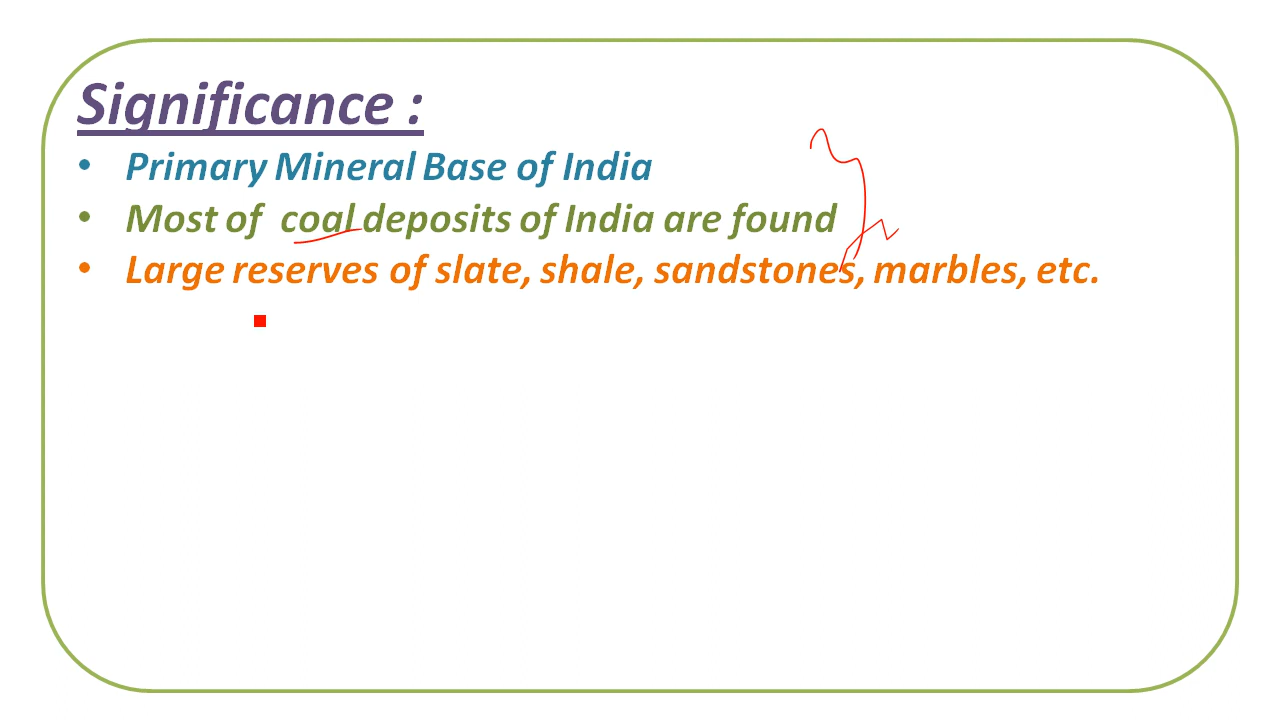 Significance :
• Primary Mineral Base of India
• Most of coal deposits of India are found
• Large reserves of slate, shale, sandstones, marbles, etc.